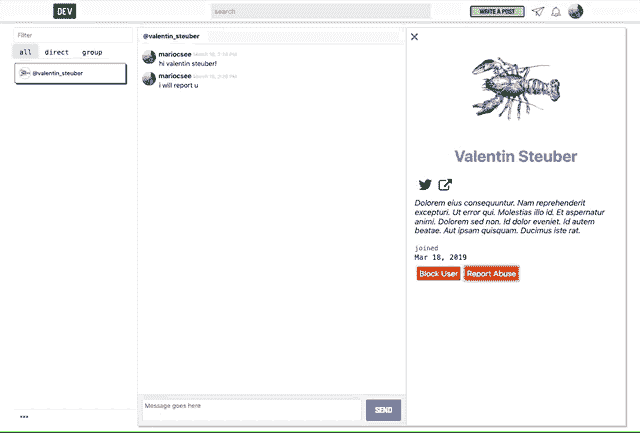 DEV
search
WRITE A POST
Filter
all direct group
@valentin_steuber
@valentin_steuber
mariocsee
hi valentin steuber!
mariocsee
i will report u
Message goes here
SEND
Valentin Steuber
Dolorem eius consequuntur. Nam reprehenderit
excepturi. Ut error qui. Molestias illo id. Et aspernatur
animi. Dolorem sed non. Id dolor eveniet. Id autem
beatae. Aut ipsam quisquam. Ducimus iste rat.
joined
Mar 18, 2019
Block User Report Abuse